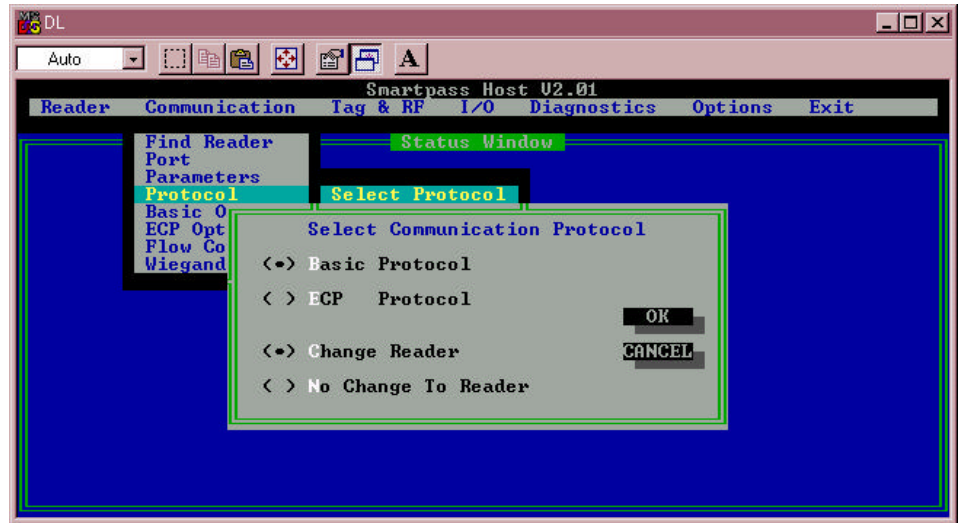 DL
Auto
A
Smartpass Host V2.01
Reader Communication Tag & RF I/O Diagnostics Options Exit
Status Window
Find Reader
Port
Parameters
Protocol
Select Protocol
Basic O
ECP Opt
Flow Co
Wiegand
Select Communication Protocol
(•) Basic Protocol
( ) ECP Protocol
OK
(•) Change Reader
CANCEL
( ) No Change To Reader